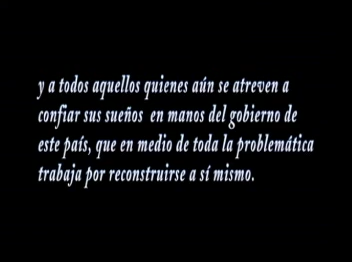 y a todos aquellos quienes aún se atreven a
confiar sus sueños en manos del gobierno de
este país, que en medio de toda la problemática
trabaja por reconstruirse a sí mismo.